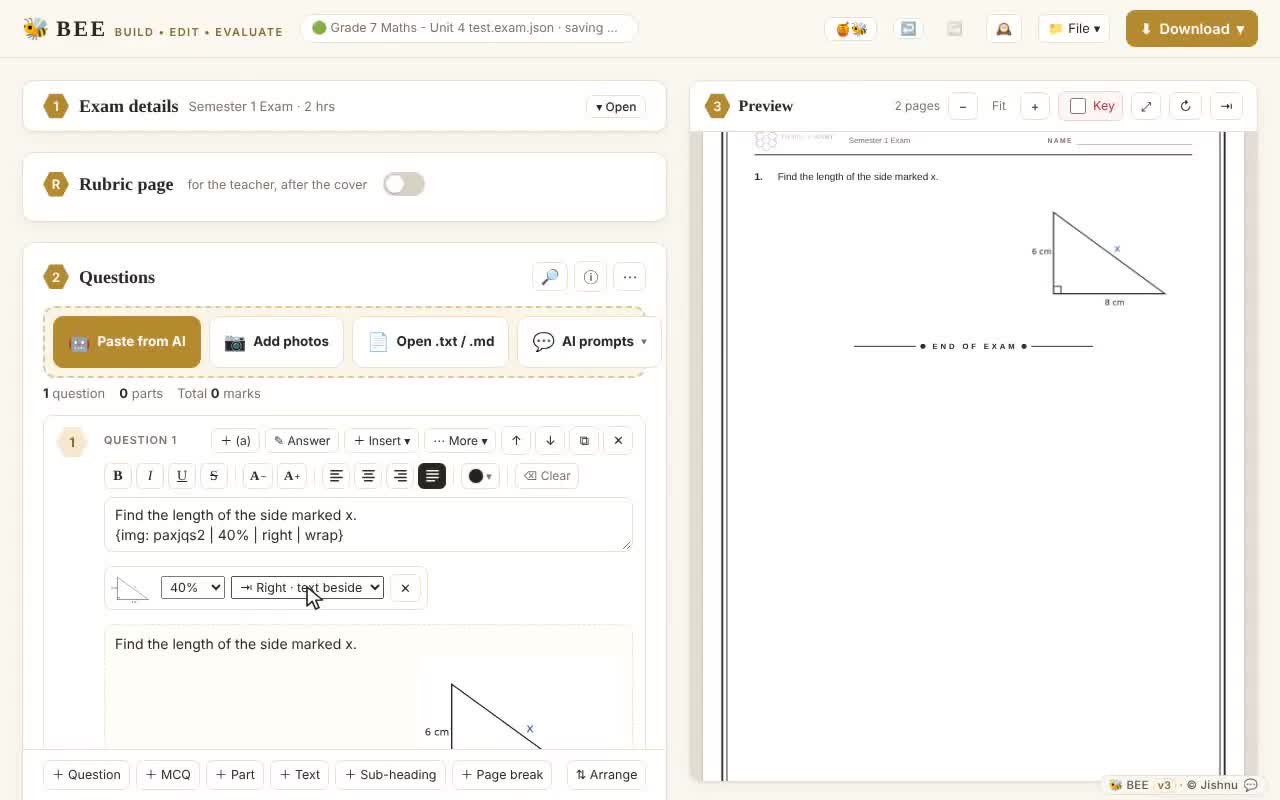 🐝 BEE BUILD • EDIT • EVALUATE
🟢 Grade 7 Maths - Unit 4 test.exam.json · saving ...
📁 File ▾
⬇ Download ▾
1 Exam details Semester 1 Exam · 2 hrs ▾ Open
R Rubric page for the teacher, after the cover
2 Questions
🤖 Paste from AI
📷 Add photos
📄 Open .txt / .md
💬 AI prompts ▾
1 question 0 parts Total 0 marks
1 QUESTION 1 + (a) ✎ Answer + Insert ▾ ··· More ▾ ↑ ↓ ⧉ ✕
B I U S A− A+ ⌫ Clear
Find the length of the side marked x.
{img: paxjqs2 | 40% | right | wrap}
40% ⇥ Right · text beside ✕
Find the length of the side marked x.
6 cm x
+ Question + MCQ + Part + Text + Sub-heading + Page break ⇅ Arrange
3 Preview 2 pages − Fit + Key
Semester 1 Exam NAME
1. Find the length of the side marked x.
6 cm x
8 cm
● END OF EXAM ●
🐝 BEE v3 · © Jishnu 💬